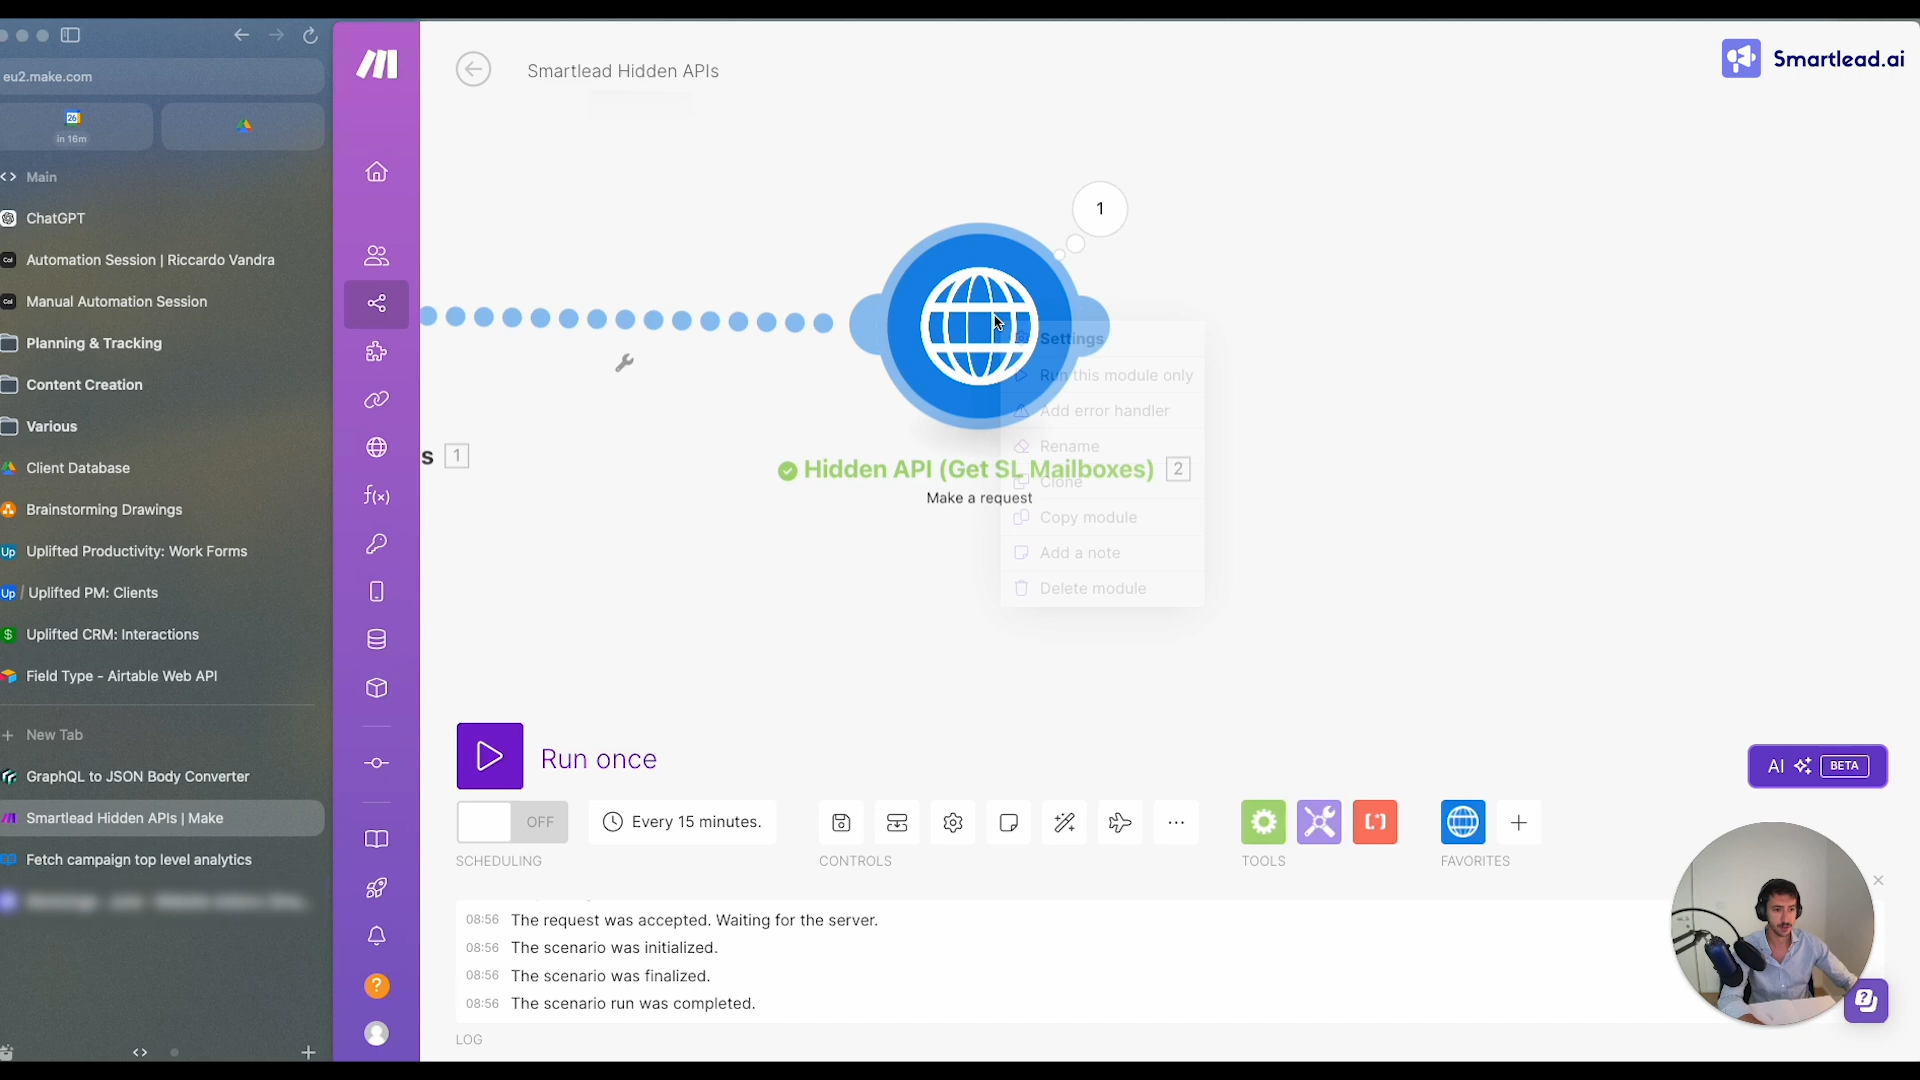 eu2.make.com
26
in 16m
Main
ChatGPT
Cal
Automation Session | Riccardo Vandra
Cal
Manual Automation Session
Planning & Tracking
Content Creation
Various
Client Database
Brainstorming Drawings
Up
Uplifted Productivity: Work Forms
Up
/
Uplifted PM: Clients
$
Uplifted CRM: Interactions
Field Type - Airtable Web API
+ New Tab
GraphQL to JSON Body Converter
Smartlead Hidden APIs | Make
Fetch campaign top level analytics
f(x)
?
Smartlead Hidden APIs
Smartlead.ai
1
s 1
Hidden API (Get SL Mailboxes) 2
Make a request
Settings
Run this module only
Add error handler
Rename
Clone
Copy module
Add a note
Delete module
Run once
AI BETA
OFF
Every 15 minutes.
SCHEDULING
CONTROLS
TOOLS
FAVORITES
08:56 The request was accepted. Waiting for the server.
08:56 The scenario was initialized.
08:56 The scenario was finalized.
08:56 The scenario run was completed.
LOG